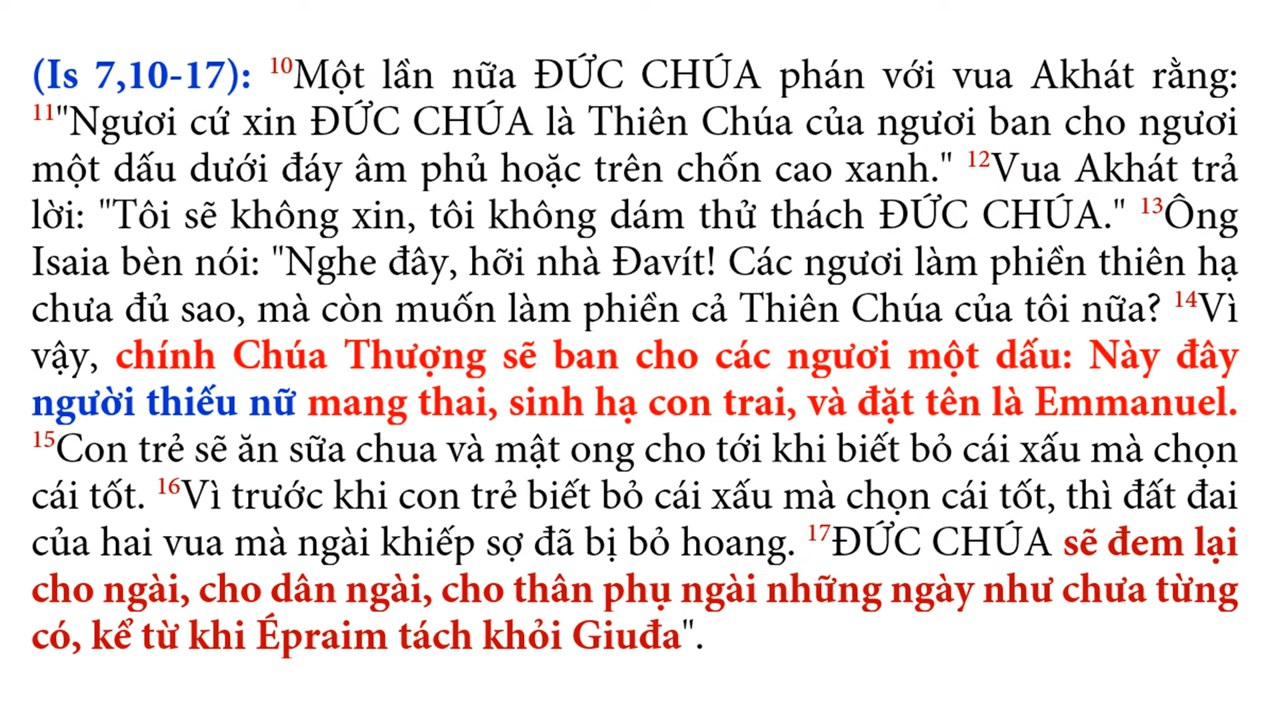 (Is 7,10-17): ¹⁰Một lần nữa ĐỨC CHÚA phán với vua Akhát rằng:
¹¹"Ngươi cứ xin ĐỨC CHÚA là Thiên Chúa của ngươi ban cho ngươi
một dấu dưới đáy âm phủ hoặc trên chốn cao xanh." ¹²Vua Akhát trả
lời: "Tôi sẽ không xin, tôi không dám thử thách ĐỨC CHÚA." ¹³Ông
Isaia bèn nói: "Nghe đây, hỡi nhà Đavít! Các ngươi làm phiền thiên hạ
chưa đủ sao, mà còn muốn làm phiền cả Thiên Chúa của tôi nữa? ¹⁴Vì
vậy, chính Chúa Thượng sẽ ban cho các ngươi một dấu: Này đây
người thiếu nữ mang thai, sinh hạ con trai, và đặt tên là Emmanuel.
¹⁵Con trẻ sẽ ăn sữa chua và mật ong cho tới khi biết bỏ cái xấu mà chọn
cái tốt. ¹⁶Vì trước khi con trẻ biết bỏ cái xấu mà chọn cái tốt, thì đất đai
của hai vua mà ngài khiếp sợ đã bị bỏ hoang. ¹⁷ĐỨC CHÚA sẽ đem lại
cho ngài, cho dân ngài, cho thân phụ ngài những ngày như chưa từng
có, kể từ khi Épraim tách khỏi Giuđa".